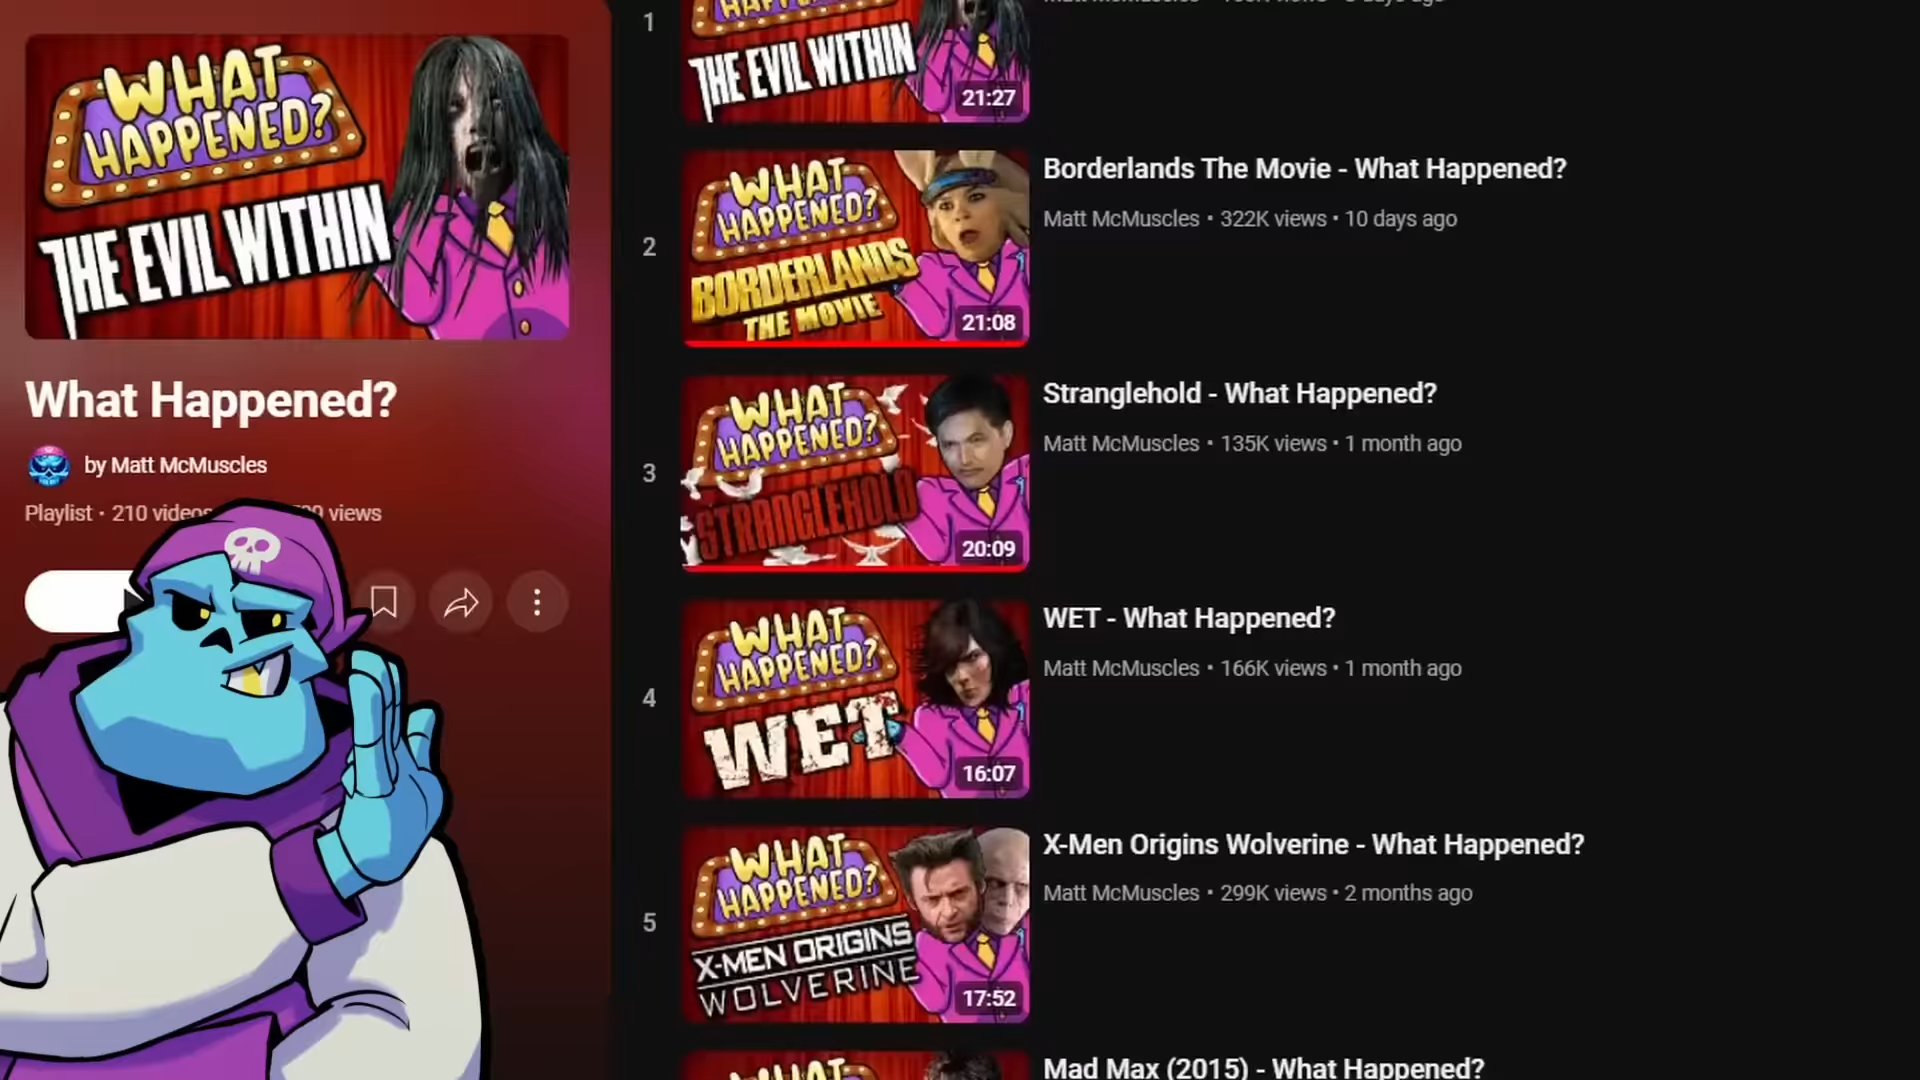 WHAT
HAPPENED?
THE EVIL WITHIN
What Happened?
by Matt McMuscles
Playlist • 210 videos views
1
THE EVIL WITHIN
21:27
2
WHAT
HAPPENED?
BORDERLANDS
THE MOVIE
21:08
Borderlands The Movie - What Happened?
Matt McMuscles • 322K views • 10 days ago
3
WHAT
HAPPENED?
STRANGLEHOLD
20:09
Stranglehold - What Happened?
Matt McMuscles • 135K views • 1 month ago
4
WHAT
HAPPENED?
WET
16:07
WET - What Happened?
Matt McMuscles • 166K views • 1 month ago
5
WHAT
HAPPENED?
X-MEN ORIGINS
WOLVERINE
17:52
X-Men Origins Wolverine - What Happened?
Matt McMuscles • 299K views • 2 months ago
WHAT
Mad Max (2015) - What Happened?